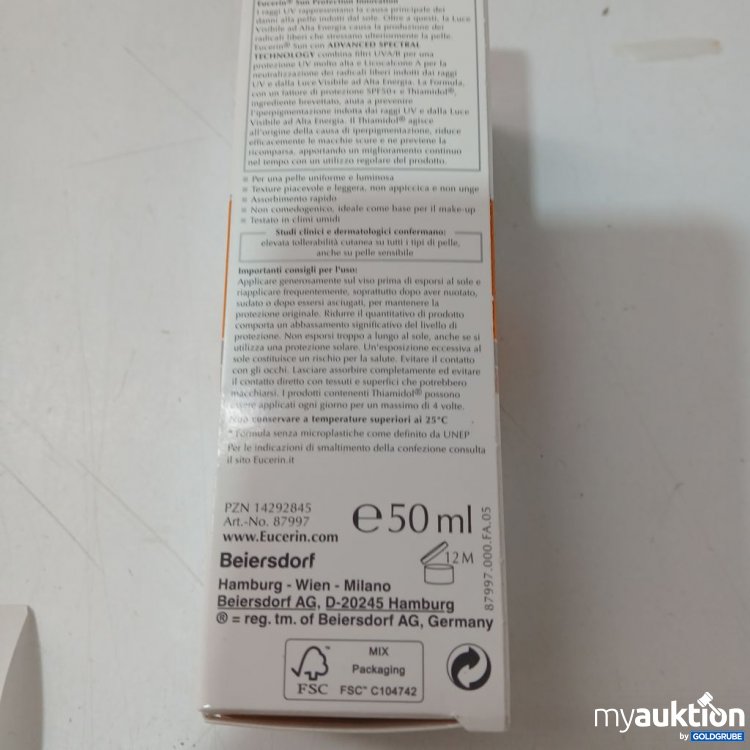 Eucerin® Sun Protection Innovation
I raggi UV rappresentano la causa principale dei
danni alla pelle indotti dal sole. Oltre a questi, la Luce
Visibile ad Alta Energia causa la produzione dei
radicali liberi che stressano ulteriormente la pelle.
Eucerin® Sun con ADVANCED SPECTRAL
TECHNOLOGY combina filtri UVA/B per una
protezione UV molto alta e Licocalcone A per la
neutralizzazione dei radicali liberi indotti dai raggi
UV e dalla Luce Visibile ad Alta Energia. La Formula,
con un fattore di protezione SPF50+ e Thiamidol®,
ingrediente brevettato, aiuta a prevenire
l'iperpigmentazione indotta dai raggi UV e dalla Luce
Visibile ad Alta Energia. Il Thiamidol® agisce
all'origine della causa di iperpigmentazione, riduce
efficacemente le macchie scure e ne previene la
ricomparsa, apportando un miglioramento continuo
nel tempo con un utilizzo regolare del prodotto.
Per una pelle uniforme e luminosa
Texture piacevole e leggera, non appiccica e non unge
Assorbimento rapido
Non comedogenico, ideale come base per il make-up
Testato in climi umidi
Studi clinici e dermatologici confermano:
elevata tollerabilità cutanea su tutti i tipi di pelle,
anche su pelle sensibile
Importanti consigli per l'uso:
Applicare generosamente sul viso prima di esporsi al sole e
riapplicare frequentemente, soprattutto dopo aver nuotato,
sudato o dopo essersi asciugati, per mantenere la
protezione originale. Ridurre il quantitativo di prodotto
comporta un abbassamento significativo del livello di
protezione. Non esporsi troppo a lungo al sole, anche se si
utilizza una protezione solare. Un'esposizione eccessiva al
sole costituisce un rischio per la salute. Evitare il contatto
con gli occhi. Lasciare assorbire completamente ed evitare
il contatto diretto con tessuti e superfici che potrebbero
macchiarsi. I prodotti contenenti Thiamidol® possono
essere applicati ogni giorno per un massimo di 4 volte.
Non conservare a temperature superiori ai 25°C
* Formula senza microplastiche come definito da UNEP
Per le indicazioni di smaltimento della confezione consulta
il sito Eucerin.it
PZN 14292845
Art.-No. 87997
www.Eucerin.com
℮ 50 ml
87997.000.FA.05
12 M
Beiersdorf
Hamburg - Wien - Milano
Beiersdorf AG, D-20245 Hamburg
® = reg. tm. of Beiersdorf AG, Germany
FSC™
MIX
Packaging
FSC™ C104742
myauktion
by GOLDGRUBE